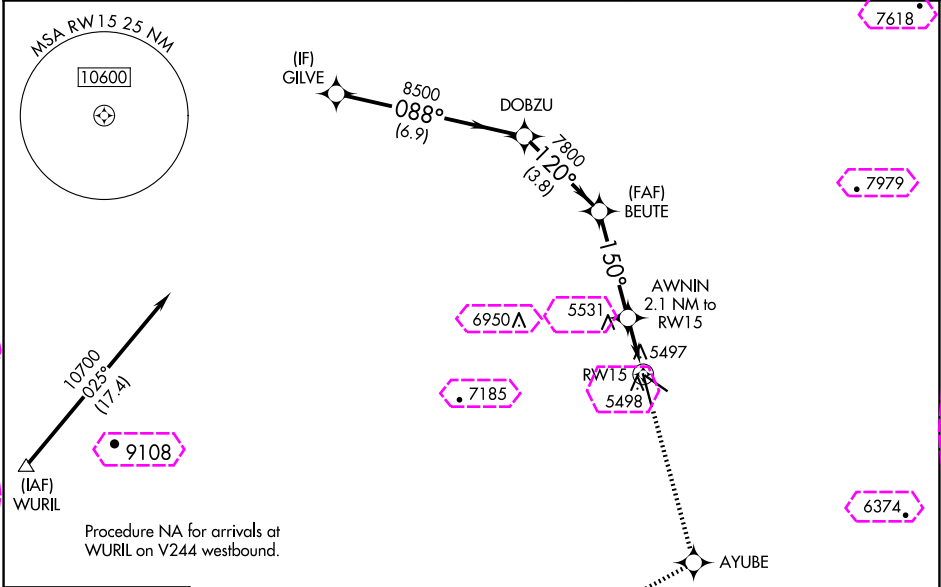 MSA RW15 25 NM
10600
7618
(IF)
GILVE
8500
088°
(6.9)
DOBZU
7800
120°
(3.8)
(FAF)
BEUTE
7979
150°
AWNIN
2.1 NM to
RW15
6950
5531
5497
RW15
5498
7185
10700
025°
(17.4)
9108
(IAF)
WURIL
6374
Procedure NA for arrivals at
WURIL on V244 westbound.
AYUBE